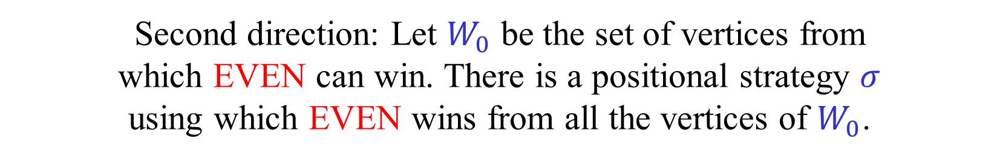 Second direction: Let W₀ be the set of vertices from
which EVEN can win. There is a positional strategy σ
using which EVEN wins from all the vertices of W₀.